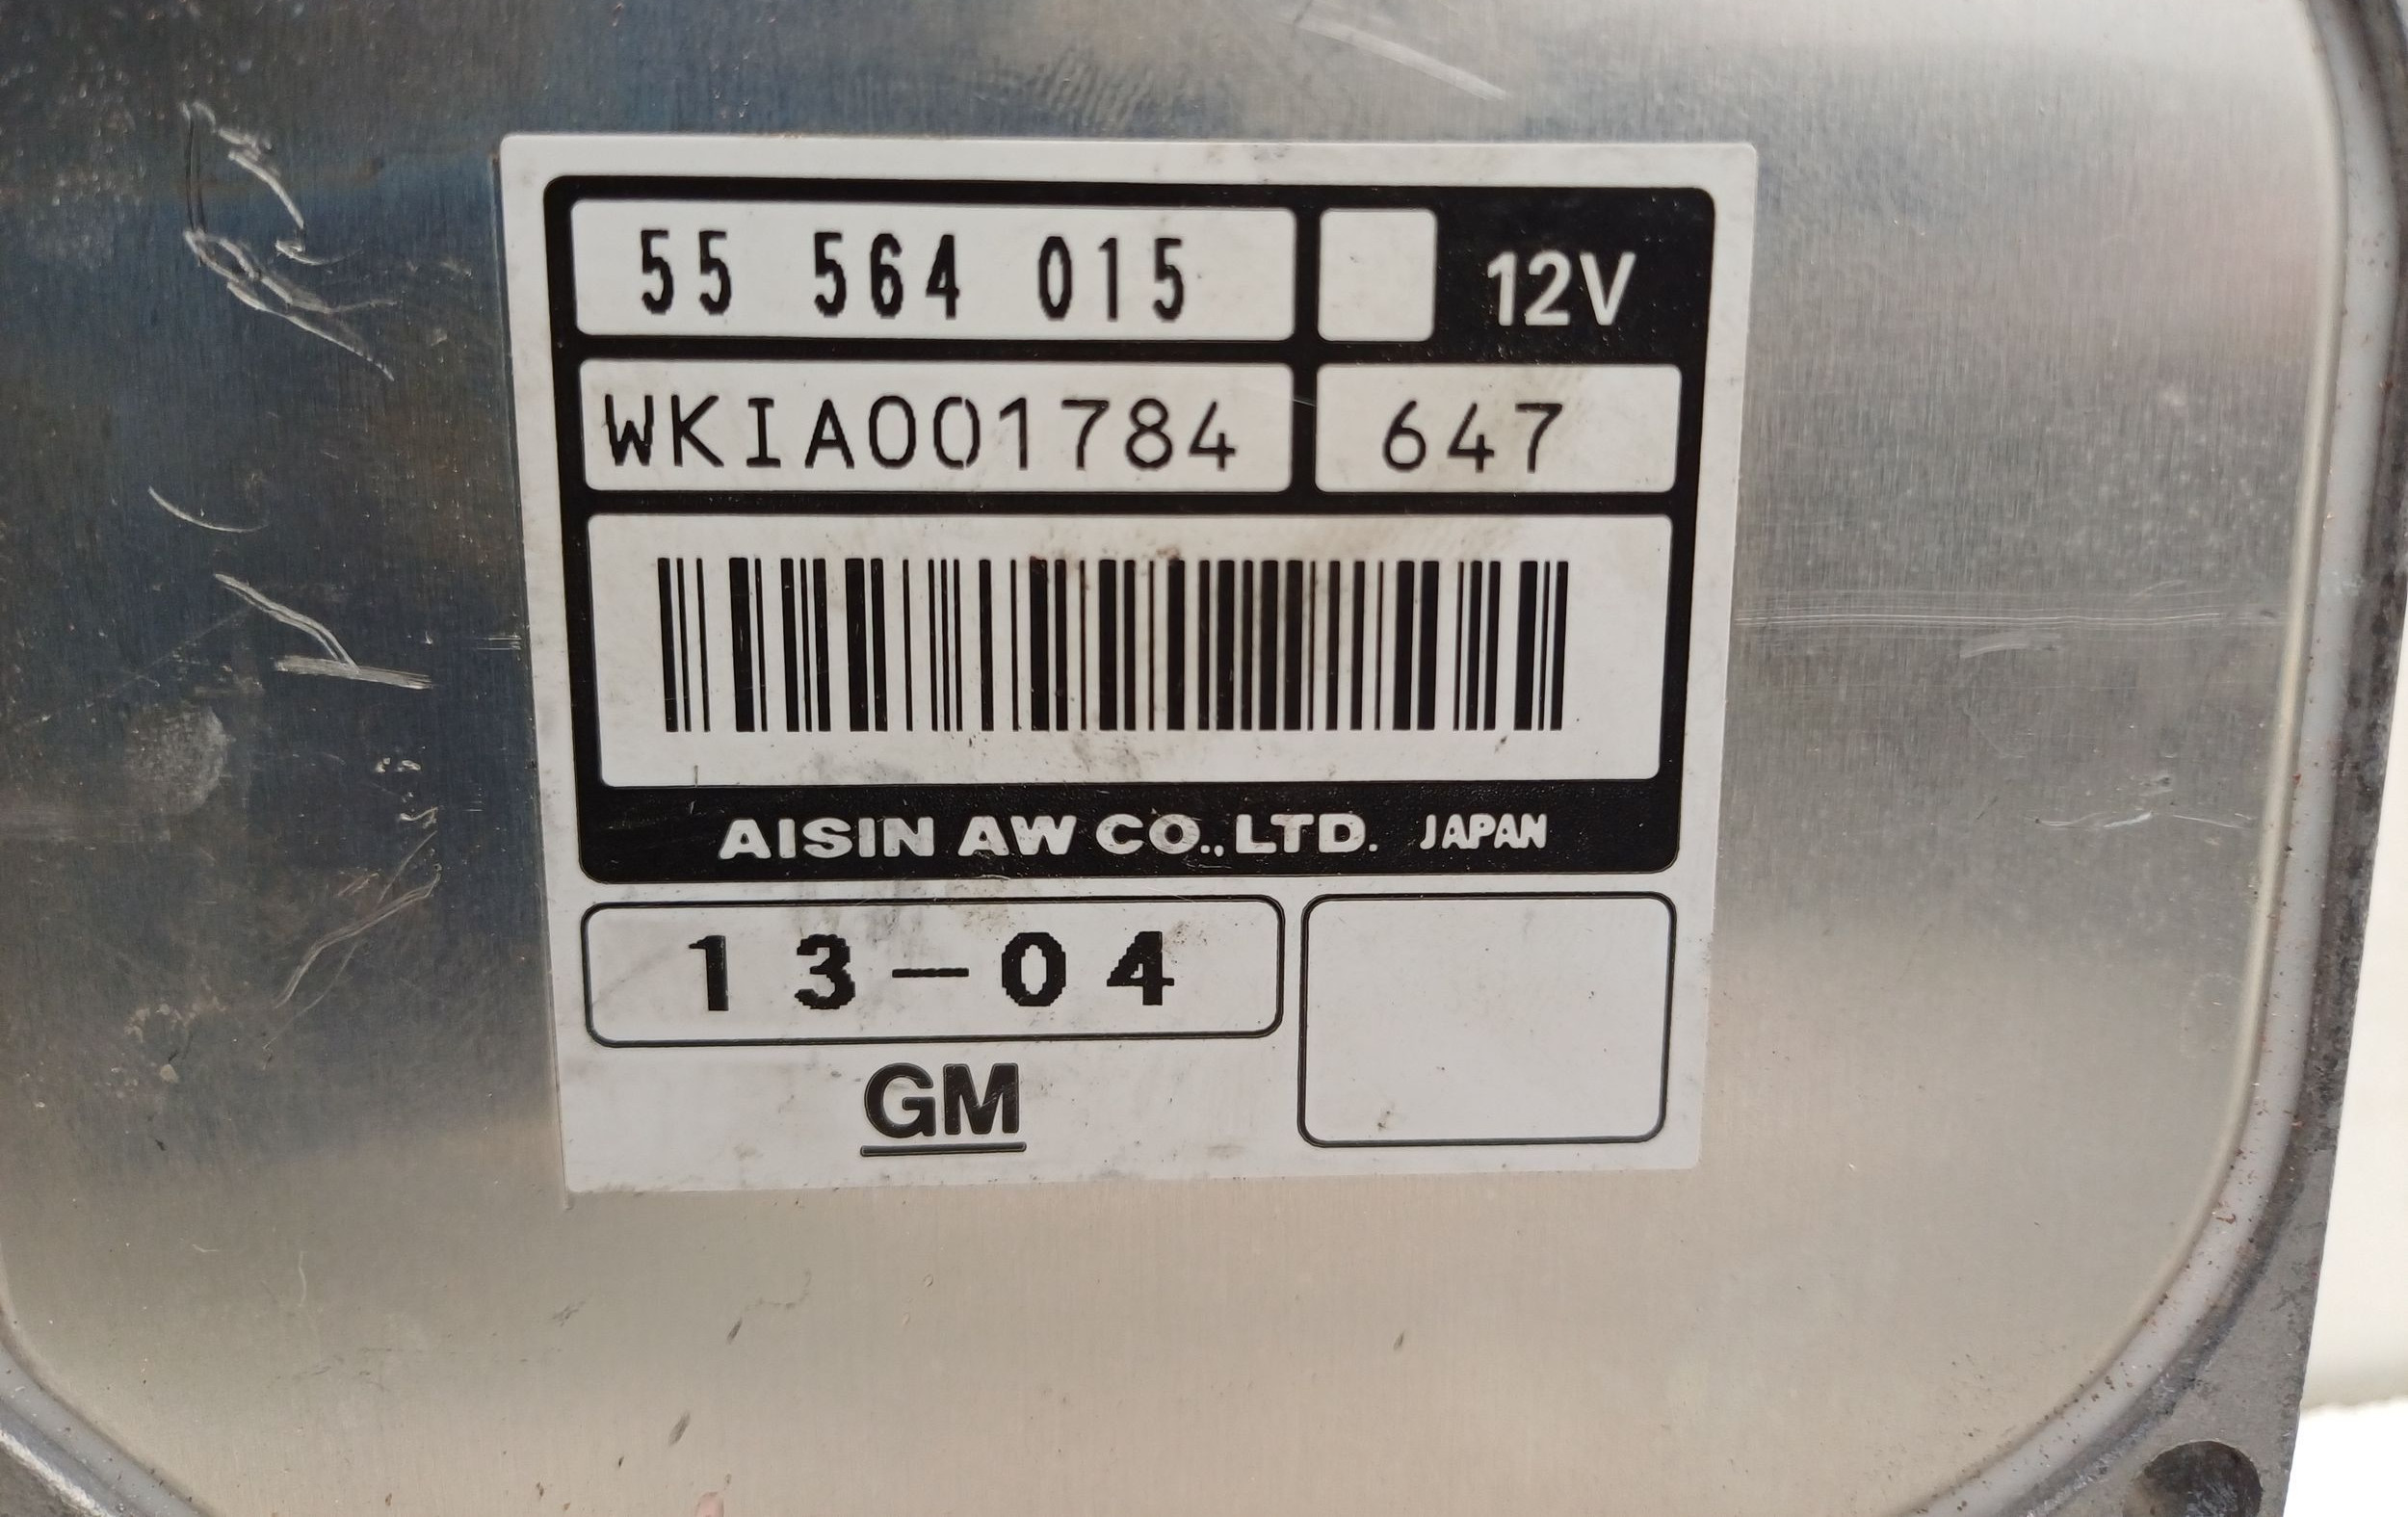 55 564 015 12V
WKIA001784 647
AISIN AW CO.,LTD. JAPAN
13-04
GM